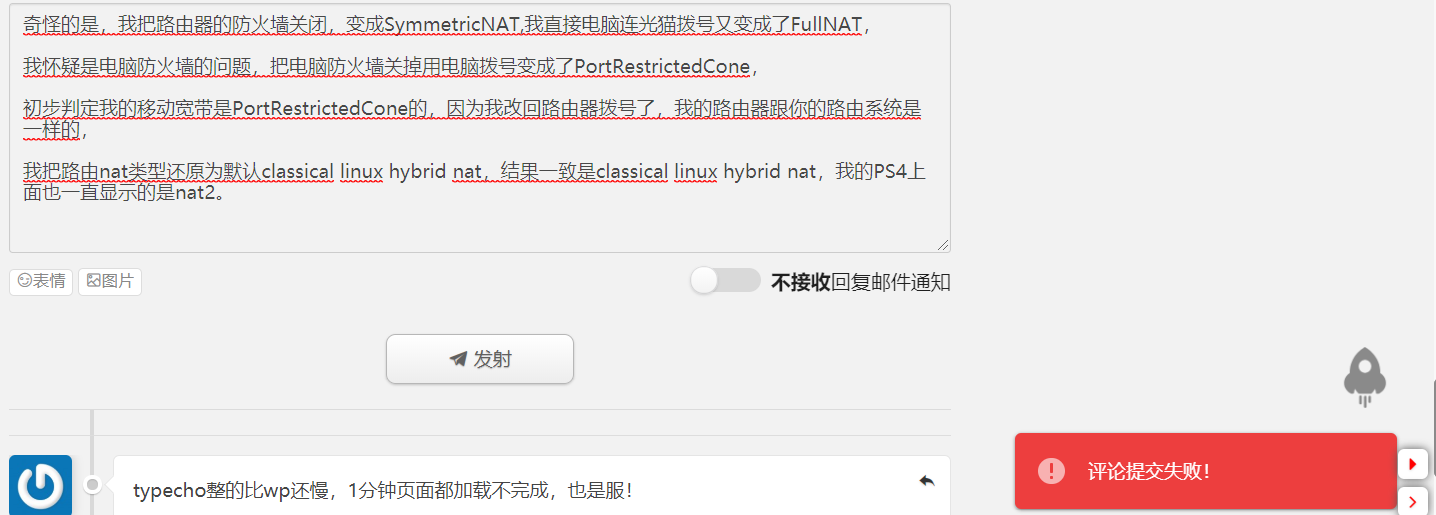 奇怪的是，我把路由器的防火墙关闭，变成SymmetricNAT,我直接电脑连光猫拨号又变成了FullNAT，
我怀疑是电脑防火墙的问题，把电脑防火墙关掉用电脑拨号变成了PortRestrictedCone，
初步判定我的移动宽带是PortRestrictedCone的，因为我改回路由器拨号了，我的路由器跟你的路由系统是
一样的，
我把路由nat类型还原为默认classical linux hybrid nat，结果一致是classical linux hybrid nat，我的PS4上
面也一直显示的是nat2。
表情 图片
不接收回复邮件通知
发射
评论提交失败！
typecho整的比wp还慢，1分钟页面都加载不完成，也是服！